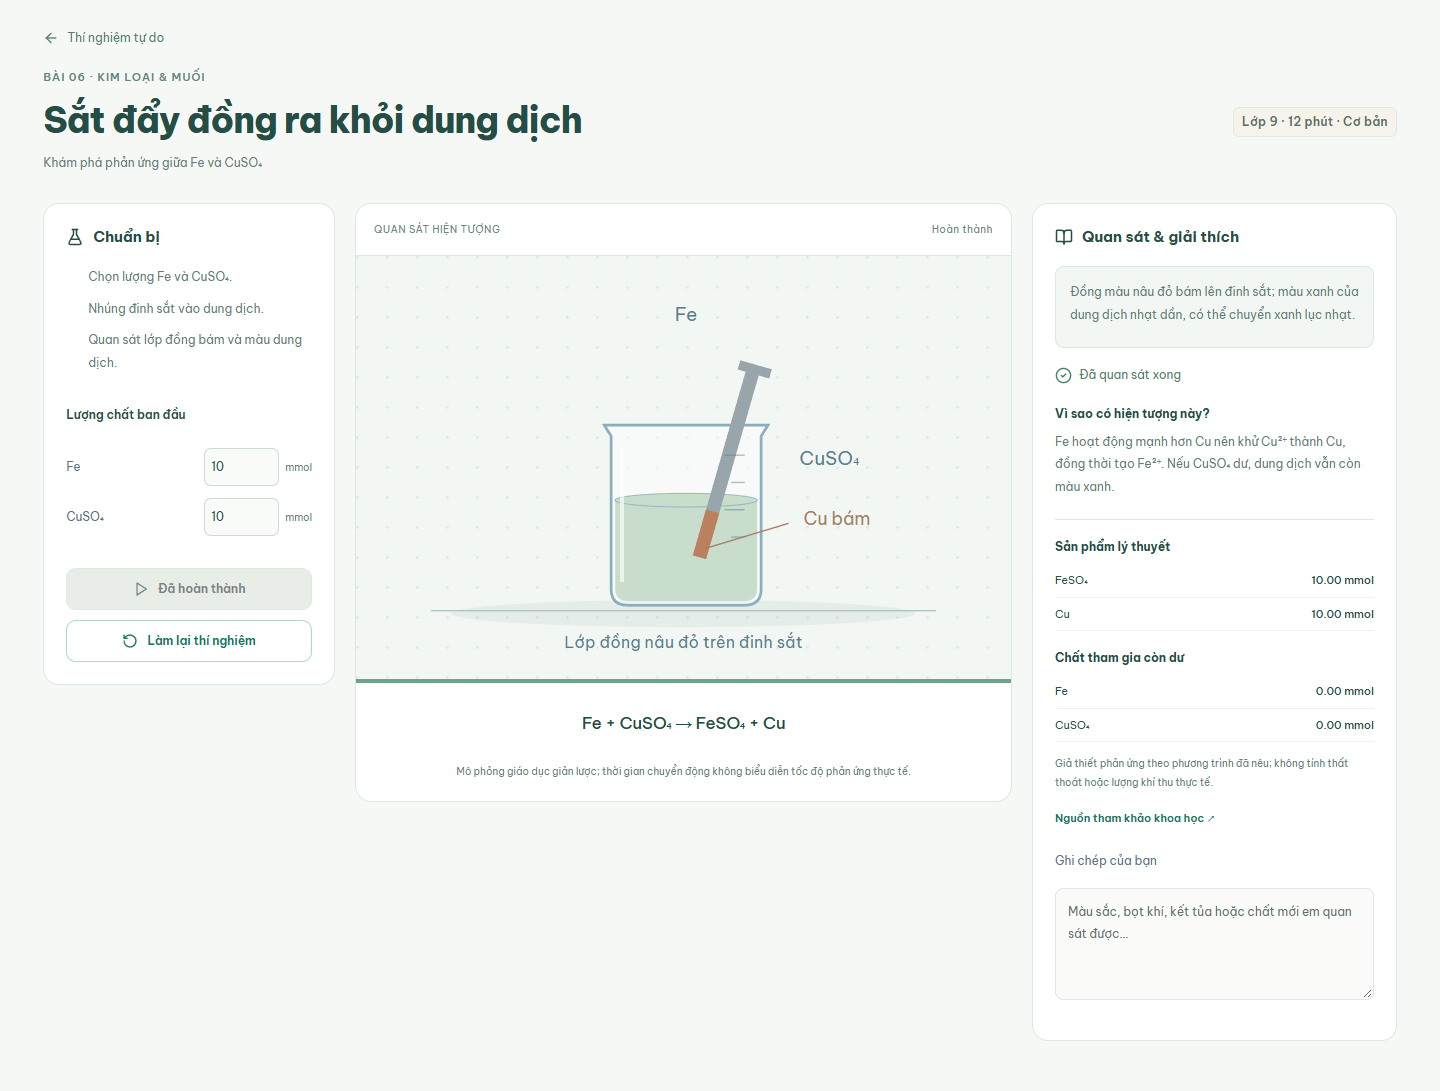 Thí nghiệm tự do
BÀI 06 · KIM LOẠI & MUỐI
Sắt đẩy đồng ra khỏi dung dịch
Lớp 9 · 12 phút · Cơ bản
Khám phá phản ứng giữa Fe và CuSO₄
Chuẩn bị
Chọn lượng Fe và CuSO₄.
Nhúng đinh sắt vào dung dịch.
Quan sát lớp đồng bám và màu dung
dịch.
Lượng chất ban đầu
Fe 10 mmol
CuSO₄ 10 mmol
Đã hoàn thành
Làm lại thí nghiệm
QUAN SÁT HIỆN TƯỢNG
Hoàn thành
Fe
CuSO₄
Cu bám
Lớp đồng nâu đỏ trên đinh sắt
Fe + CuSO₄ → FeSO₄ + Cu
Mô phỏng giáo dục giản lược; thời gian chuyển động không biểu diễn tốc độ phản ứng thực tế.
Quan sát & giải thích
Đồng màu nâu đỏ bám lên đinh sắt; màu xanh của
dung dịch nhạt dần, có thể chuyển xanh lục nhạt.
Đã quan sát xong
Vì sao có hiện tượng này?
Fe hoạt động mạnh hơn Cu nên khử Cu²⁺ thành Cu,
đồng thời tạo Fe²⁺. Nếu CuSO₄ dư, dung dịch vẫn còn
màu xanh.
Sản phẩm lý thuyết
FeSO₄ 10.00 mmol
Cu 10.00 mmol
Chất tham gia còn dư
Fe 0.00 mmol
CuSO₄ 0.00 mmol
Giả thiết phản ứng theo phương trình đã nêu; không tính thất
thoát hoặc lượng khí thu thực tế.
Nguồn tham khảo khoa học ↗
Ghi chép của bạn
Màu sắc, bọt khí, kết tủa hoặc chất mới em quan
sát được...